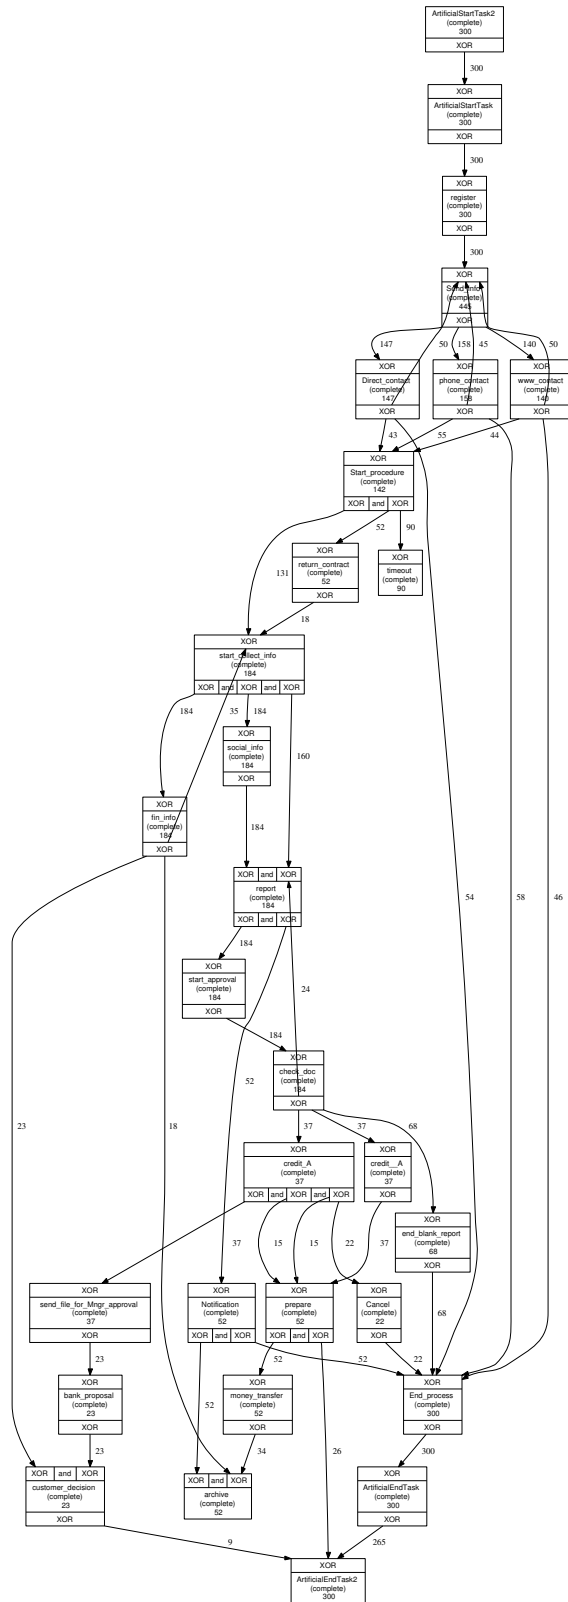 ArtificialStartTask2
(complete)
300
XOR
300
XOR
ArtificialStartTask
(complete)
300
XOR
300
XOR
register
(complete)
300
XOR
300
XOR
Send_info
(complete)
445
XOR
147
50
158
45
140
50
XOR
Direct_contact
(complete)
147
XOR
XOR
phone_contact
(complete)
158
XOR
XOR
www_contact
(complete)
140
XOR
43
55
44
XOR
Start_procedure
(complete)
142
XOR and XOR
52
90
131
XOR
return_contract
(complete)
52
XOR
XOR
timeout
(complete)
90
18
XOR
start_collect_info
(complete)
184
XOR and XOR and XOR
184
35
184
160
XOR
social_info
(complete)
184
XOR
XOR
fin_info
(complete)
184
XOR
184
XOR and XOR
report
(complete)
184
XOR and XOR
54
58
46
184
XOR
start_approval
(complete)
184
XOR
24
184
XOR
check_doc
(complete)
184
XOR
52
37
37
68
23
18
XOR
credit_A
(complete)
37
XOR and XOR and XOR
XOR
credit__A
(complete)
37
XOR
XOR
end_blank_report
(complete)
68
XOR
37
15
15
22
37
XOR
send_file_for_Mngr_approval
(complete)
37
XOR
XOR
Notification
(complete)
52
XOR and XOR
XOR
prepare
(complete)
52
XOR and XOR
XOR
Cancel
(complete)
22
XOR
68
23
52
52
52
22
26
XOR
bank_proposal
(complete)
23
XOR
XOR
money_transfer
(complete)
52
XOR
XOR
End_process
(complete)
300
XOR
23
34
300
XOR and XOR
customer_decision
(complete)
23
XOR
XOR and XOR
archive
(complete)
52
XOR
ArtificialEndTask
(complete)
300
XOR
9
265
XOR
ArtificialEndTask2
(complete)
300